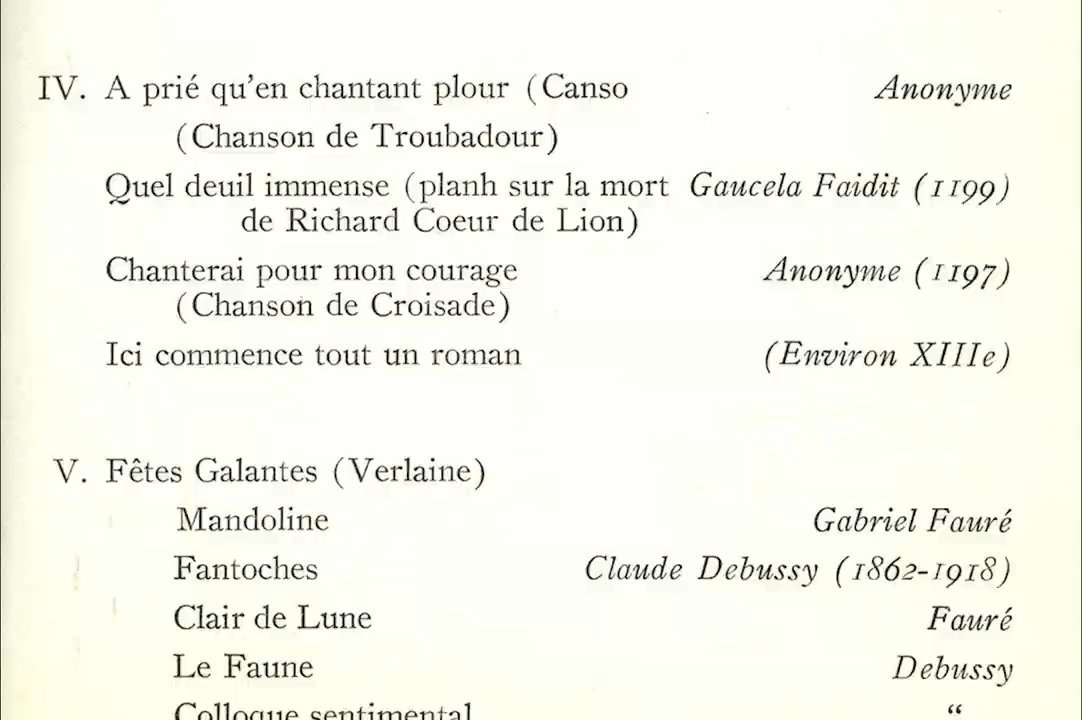 IV. A prié qu'en chantant plour (Canso Anonyme
(Chanson de Troubadour)
Quel deuil immense (planh sur la mort Gaucela Faidit (1199)
de Richard Coeur de Lion)
Chanterai pour mon courage Anonyme (1197)
(Chanson de Croisade)
Ici commence tout un roman (Environ XIIIe)
V. Fêtes Galantes (Verlaine)
Mandoline Gabriel Fauré
Fantoches Claude Debussy (1862-1918)
Clair de Lune Fauré
Le Faune Debussy
Colloque sentimental "